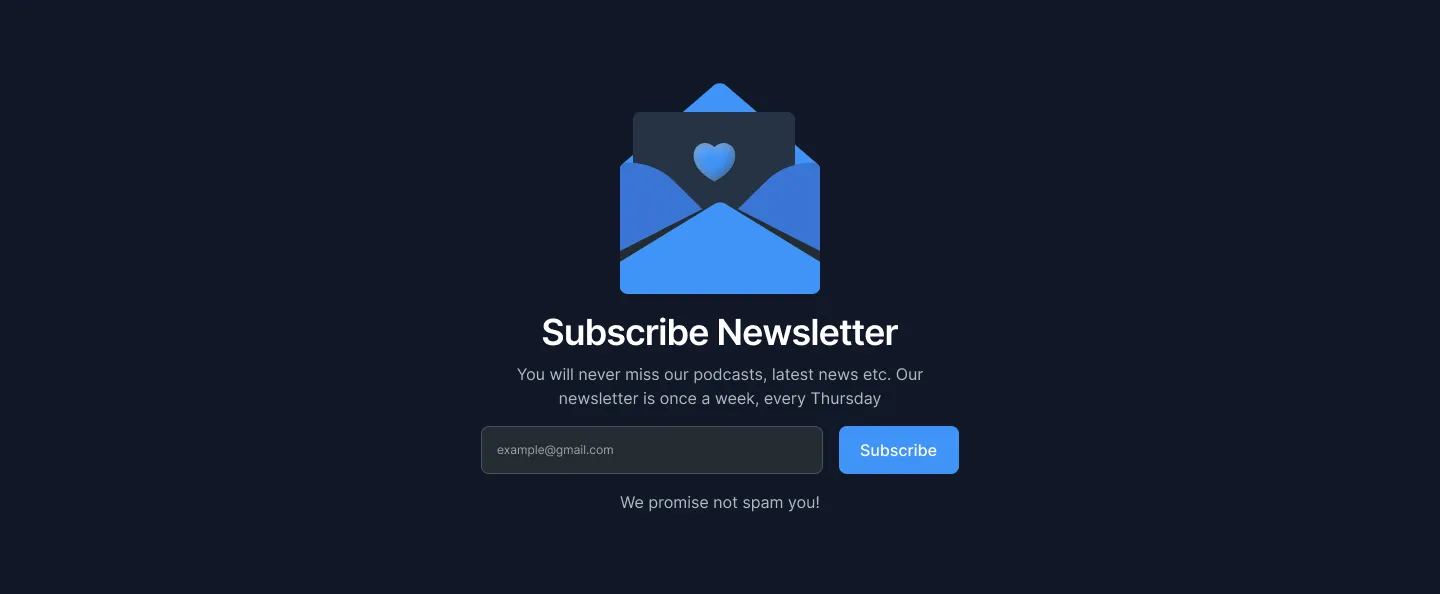 Subscribe Newsletter
You will never miss our podcasts, latest news etc. Our
newsletter is once a week, every Thursday
example@gmail.com
Subscribe
We promise not spam you!